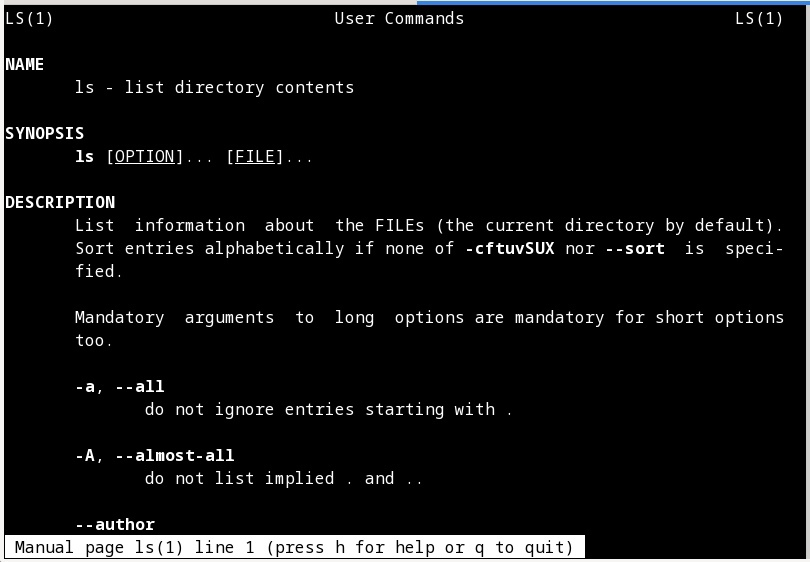 LS(1) User Commands LS(1)
NAME
ls - list directory contents
SYNOPSIS
ls [OPTION]... [FILE]...
DESCRIPTION
List information about the FILEs (the current directory by default).
Sort entries alphabetically if none of -cftuvSUX nor --sort is speci-
fied.
Mandatory arguments to long options are mandatory for short options
too.
-a, --all
do not ignore entries starting with .
-A, --almost-all
do not list implied . and ..
--author
Manual page ls(1) line 1 (press h for help or q to quit)